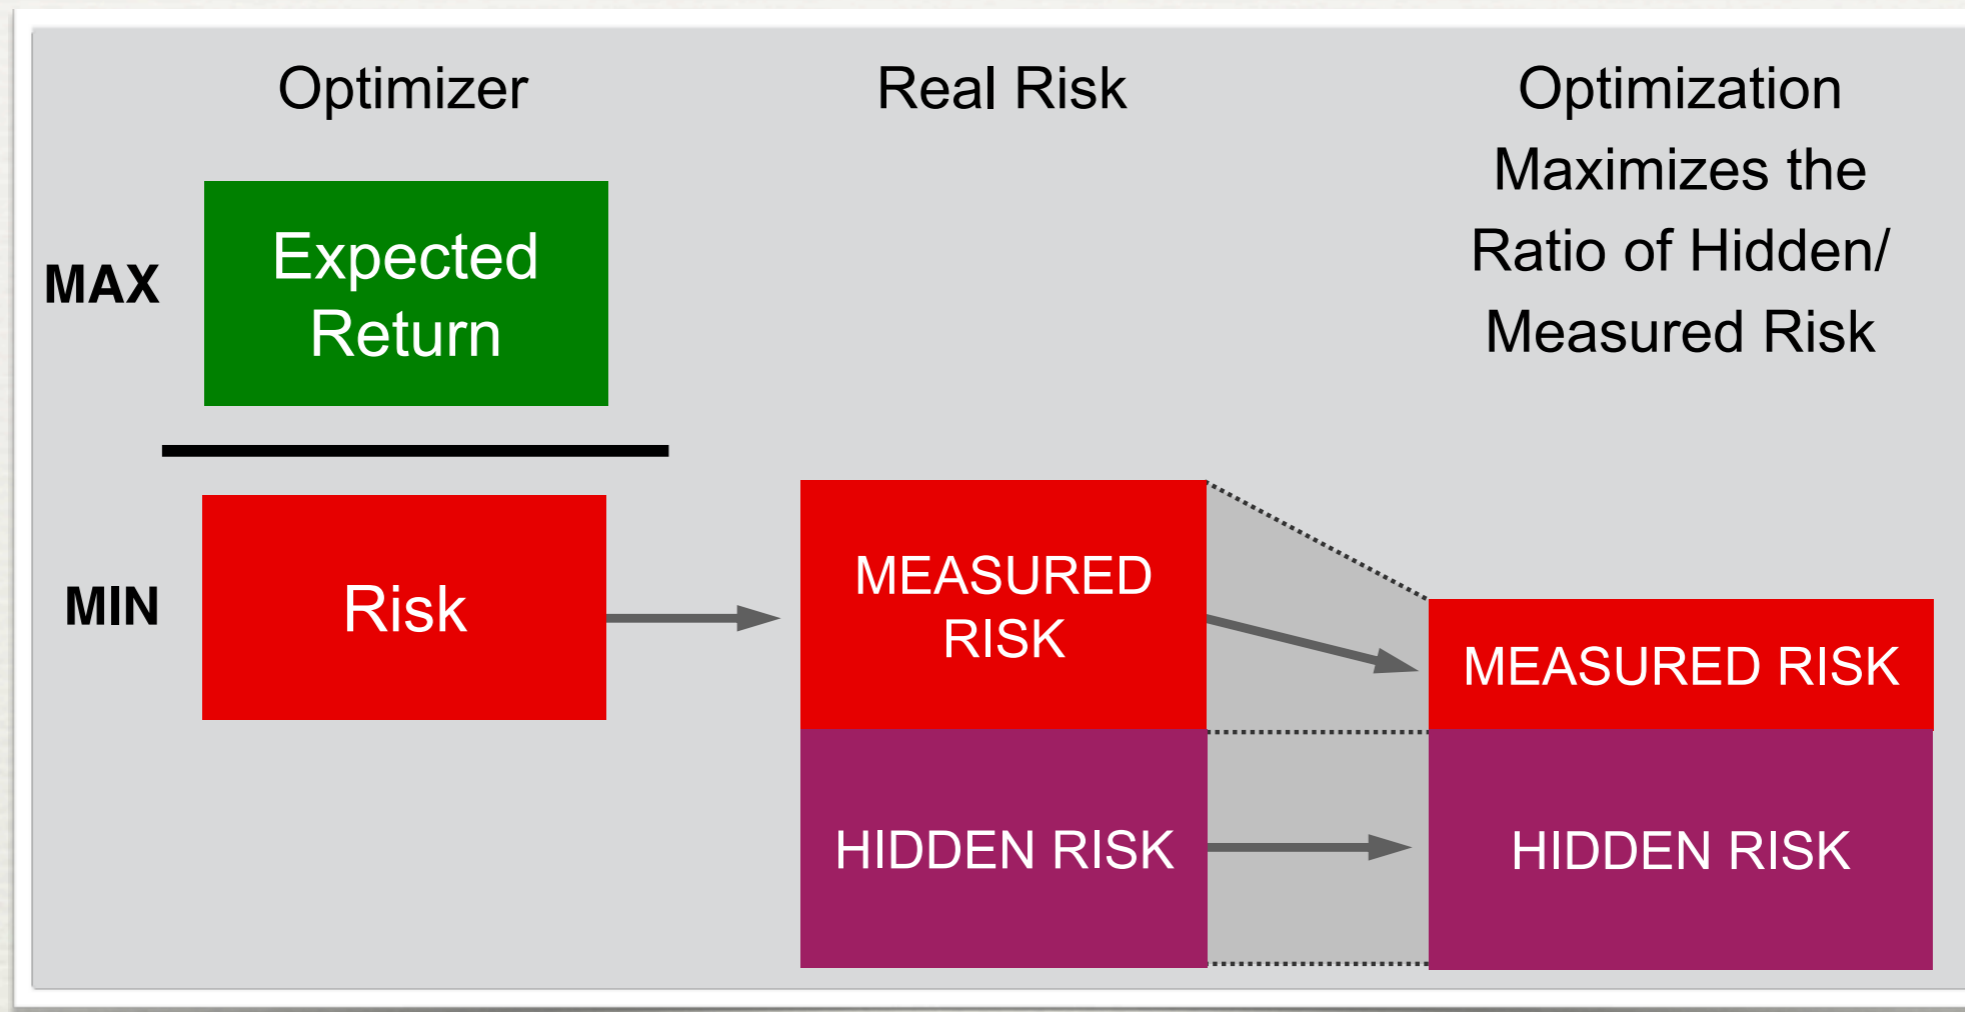 Optimizer
MAX
Expected
Return
MIN
Risk
Real Risk
MEASURED
RISK
HIDDEN RISK
Optimization
Maximizes the
Ratio of Hidden/
Measured Risk
MEASURED RISK
HIDDEN RISK